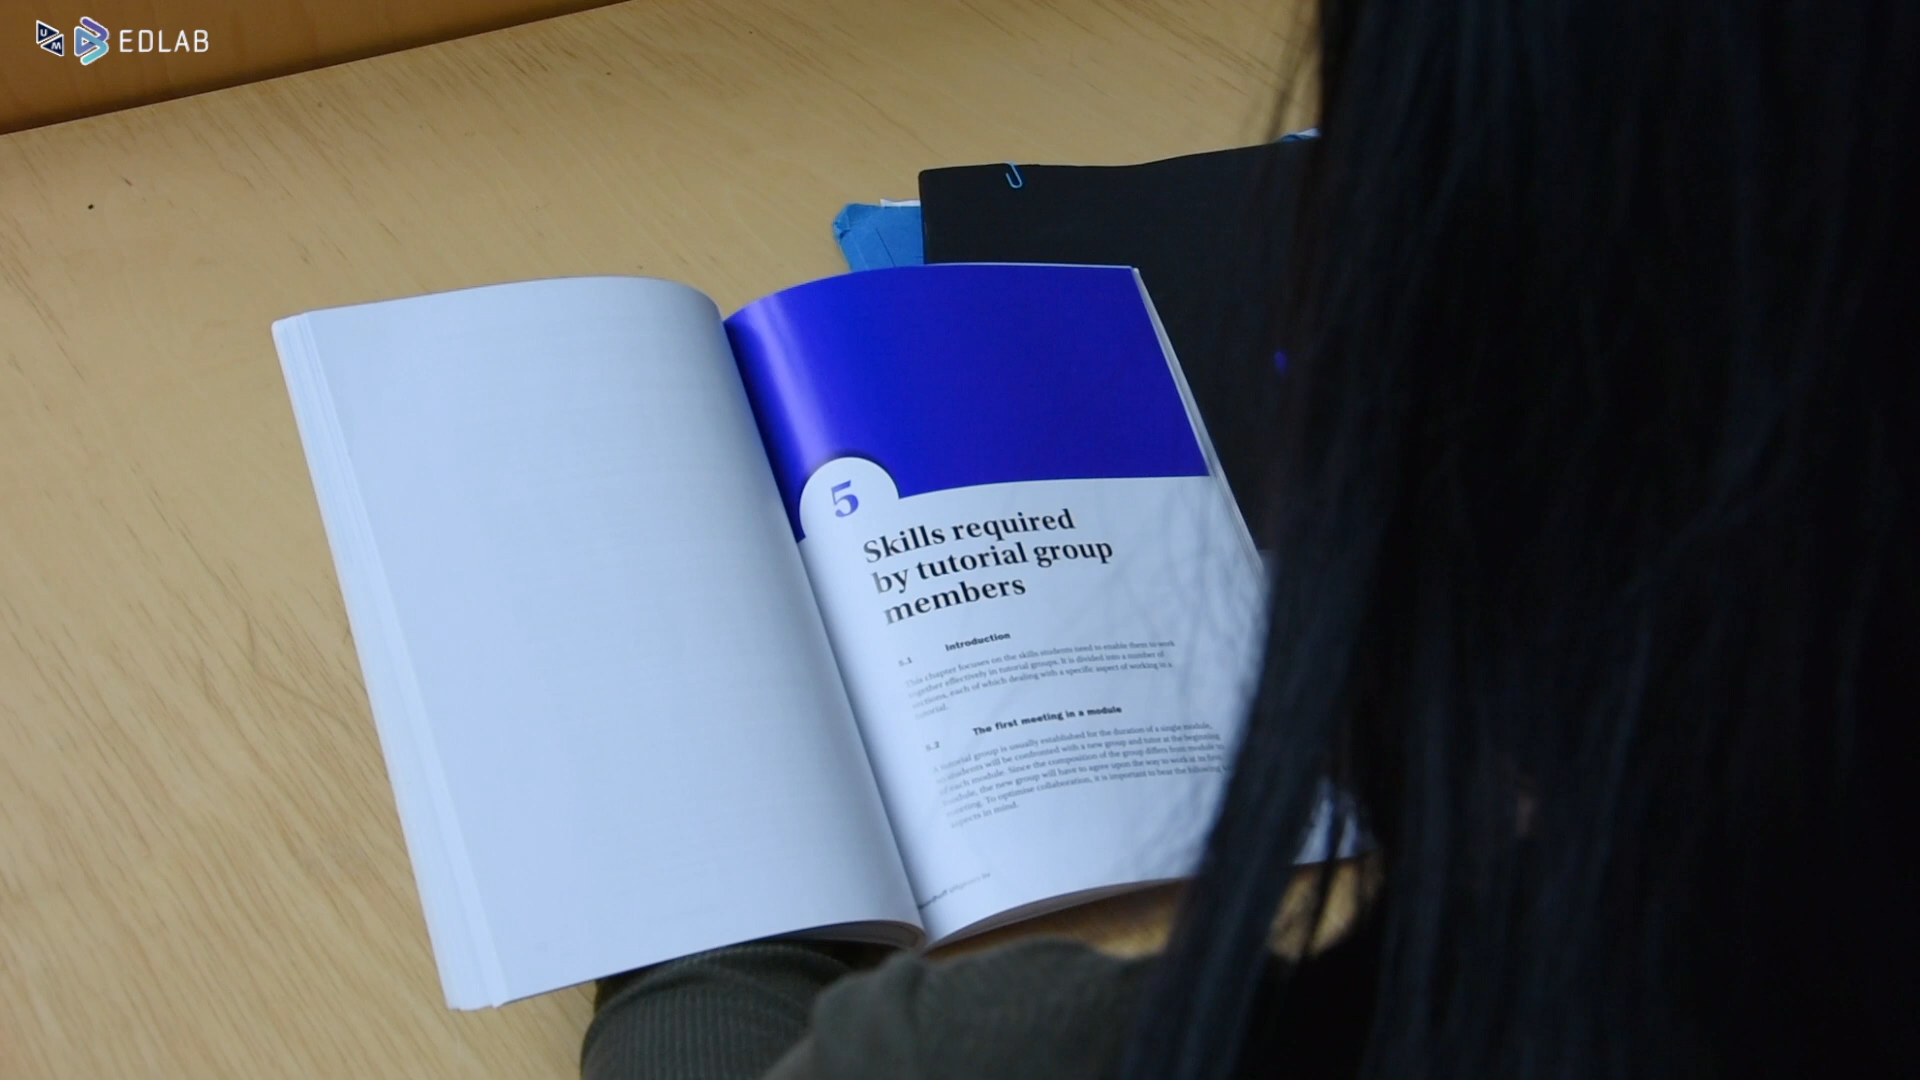 UM EDLAB
5
Skills required
by tutorial group
members
5.1 Introduction
This chapter focuses on the skills students need to enable them to work
together effectively in tutorial groups. It is divided into a number of
sections, each of which dealing with a specific aspect of working in a
tutorial.
5.2 The first meeting in a module
A tutorial group is usually established for the duration of a single module,
so students will be confronted with a new group and tutor at the beginning
of each module. Since the composition of the group differs from module to
module, the new group will have to agree upon the way to work at its first
meeting. To optimise collaboration, it is important to bear the following
aspects in mind.